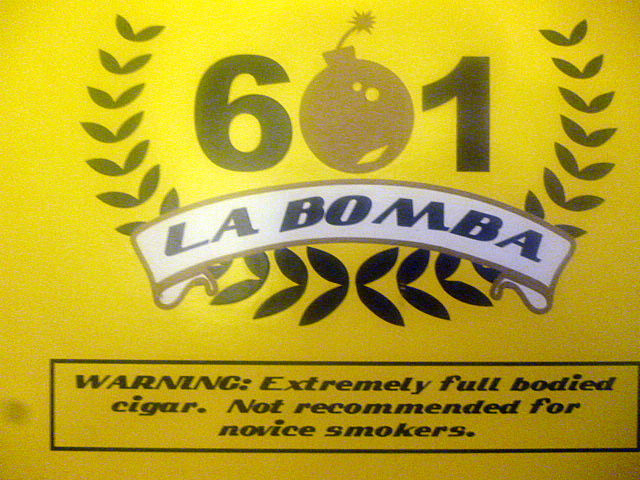 601
LA BOMBA
WARNING: Extremely full bodied
cigar. Not recommended for
novice smokers.